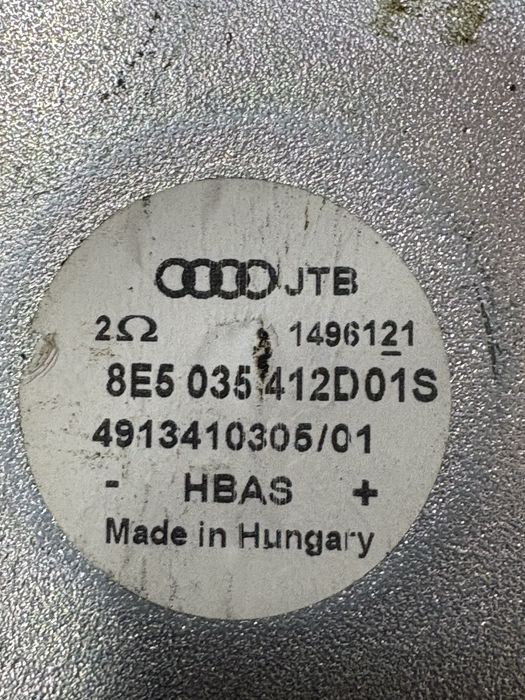 JTB
2Ω 1496121
8E5 035 412D01S
4913410305/01
- HBAS +
Made in Hungary